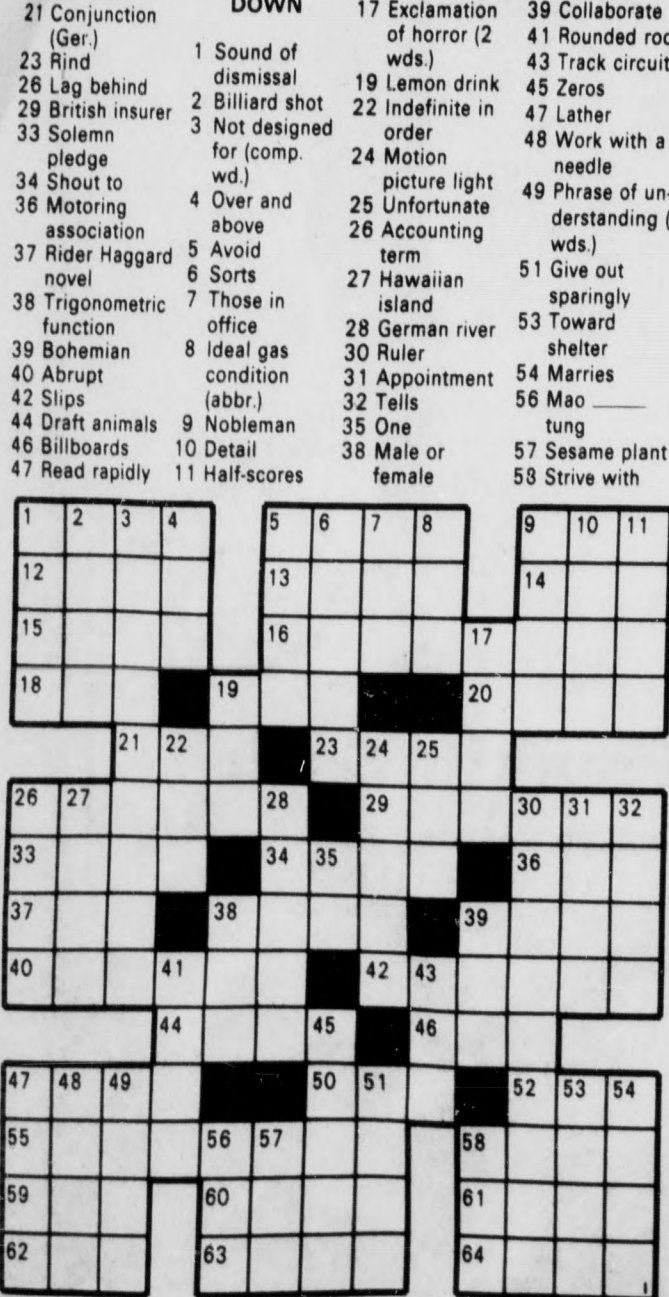 21 Conjunction
(Ger.)
23 Rind
26 Lag behind
29 British insurer
33 Solemn
pledge
34 Shout to
36 Motoring
association
37 Rider Haggard
novel
38 Trigonometric
function
39 Bohemian
40 Abrupt
42 Slips
44 Draft animals
46 Billboards
47 Read rapidly
DOWN
1 Sound of
dismissal
2 Billiard shot
3 Not designed
for (comp.
wd.)
4 Over and
above
5 Avoid
6 Sorts
7 Those in
office
8 Ideal gas
condition
(abbr.)
9 Nobleman
10 Detail
11 Half-scores
17 Exclamation
of horror (2
wds.)
19 Lemon drink
22 Indefinite in
order
24 Motion
picture light
25 Unfortunate
26 Accounting
term
27 Hawaiian
island
28 German river
30 Ruler
31 Appointment
32 Tells
35 One
38 Male or
female
39 Collaborate
41 Rounded roo
43 Track circuit
45 Zeros
47 Lather
48 Work with a
needle
49 Phrase of un-
derstanding (
wds.)
51 Give out
sparingly
53 Toward
shelter
54 Marries
56 Mao ____
tung
57 Sesame plant
58 Strive with
1 2 3 4 5 6 7 8 9 10 11
12 13 14
15 16 17
18 19 20
21 22 23 24 25
26 27 28 29 30 31 32
33 34 35 36
37 38 39
40 41 42 43
44 45 46
47 48 49 50 51 52 53 54
55 56 57 58
59 60 61
62 63 64